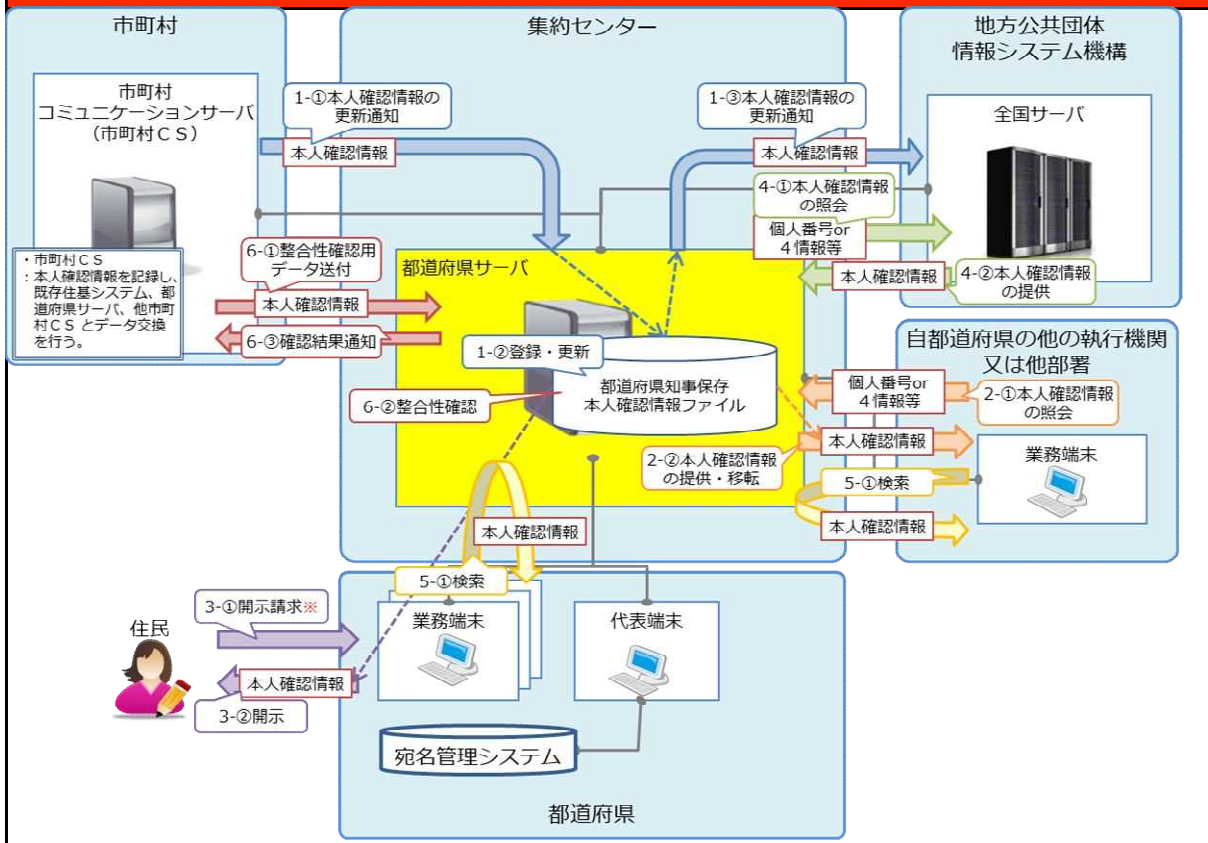 市町村
市町村
コミュニケーションサーバ
（市町村ＣＳ）
・市町村ＣＳ
：本人確認情報を記録し、
既存住基システム、都
道府県サーバ、他市町
村ＣＳ とデータ交換
を行う。
集約センター
1-①本人確認情報の
更新通知
本人確認情報
1-③本人確認情報の
更新通知
本人確認情報
地方公共団体
情報システム機構
全国サーバ
4-①本人確認情報
の照会
個人番号or
４情報等
本人確認情報
4-②本人確認情報
の提供
6-①整合性確認用
データ送付
本人確認情報
6-③確認結果通知
都道府県サーバ
1-②登録・更新
都道府県知事保存
本人確認情報ファイル
6-②整合性確認
自都道府県の他の執行機関
又は他部署
個人番号or
４情報等
2-①本人確認情報
の照会
本人確認情報
2-②本人確認情報
の提供・移転
業務端末
5-①検索
本人確認情報
本人確認情報
5-①検索
業務端末
代表端末
3-①開示請求※
住民
本人確認情報
3-②開示
宛名管理システム
都道府県